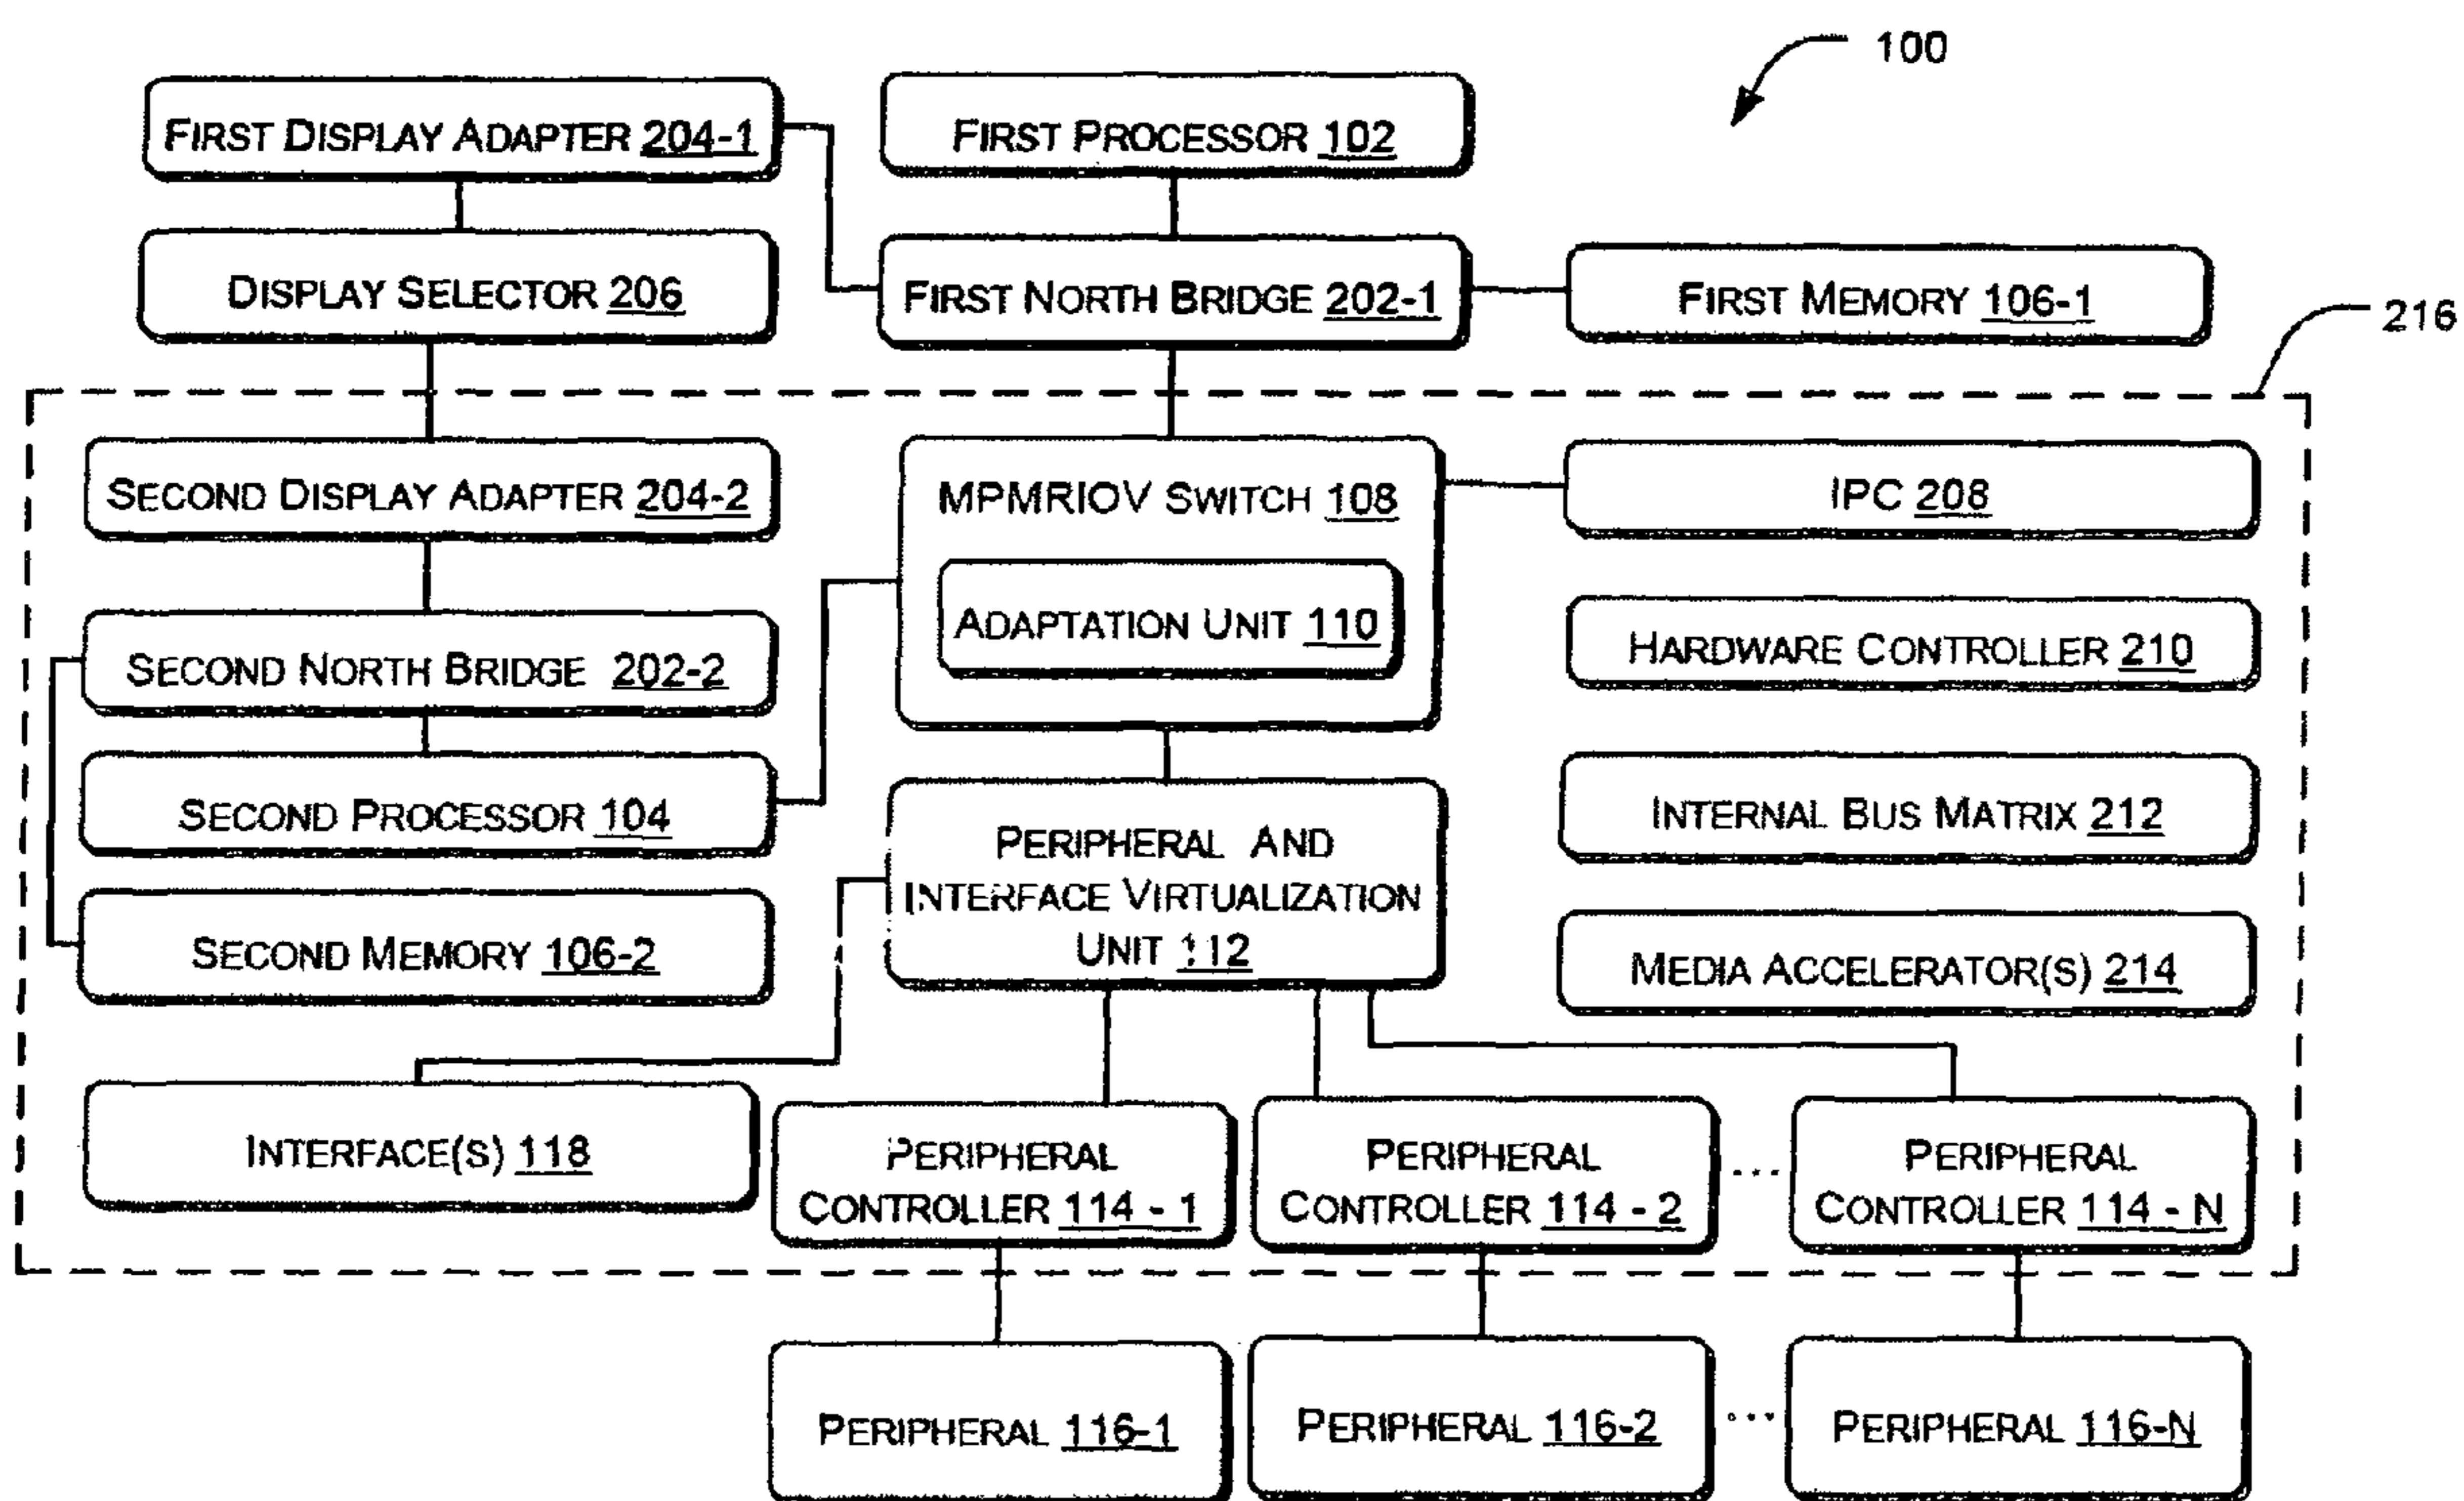 100
FIRST DISPLAY ADAPTER 204-1
FIRST PROCESSOR 102
DISPLAY SELECTOR 206
FIRST NORTH BRIDGE 202-1
FIRST MEMORY 106-1
216
SECOND DISPLAY ADAPTER 204-2
MPMRIOV SWITCH 108
IPC 208
ADAPTATION UNIT 110
HARDWARE CONTROLLER 210
SECOND NORTH BRIDGE 202-2
SECOND PROCESSOR 104
INTERNAL BUS MATRIX 212
PERIPHERAL AND
INTERFACE VIRTUALIZATION
UNIT 112
SECOND MEMORY 106-2
MEDIA ACCELERATOR(S) 214
INTERFACE(S) 118
PERIPHERAL
CONTROLLER 114 - 1
PERIPHERAL
CONTROLLER 114 - 2
...
PERIPHERAL
CONTROLLER 114 - N
PERIPHERAL 116-1
PERIPHERAL 116-2
...
PERIPHERAL 116-N